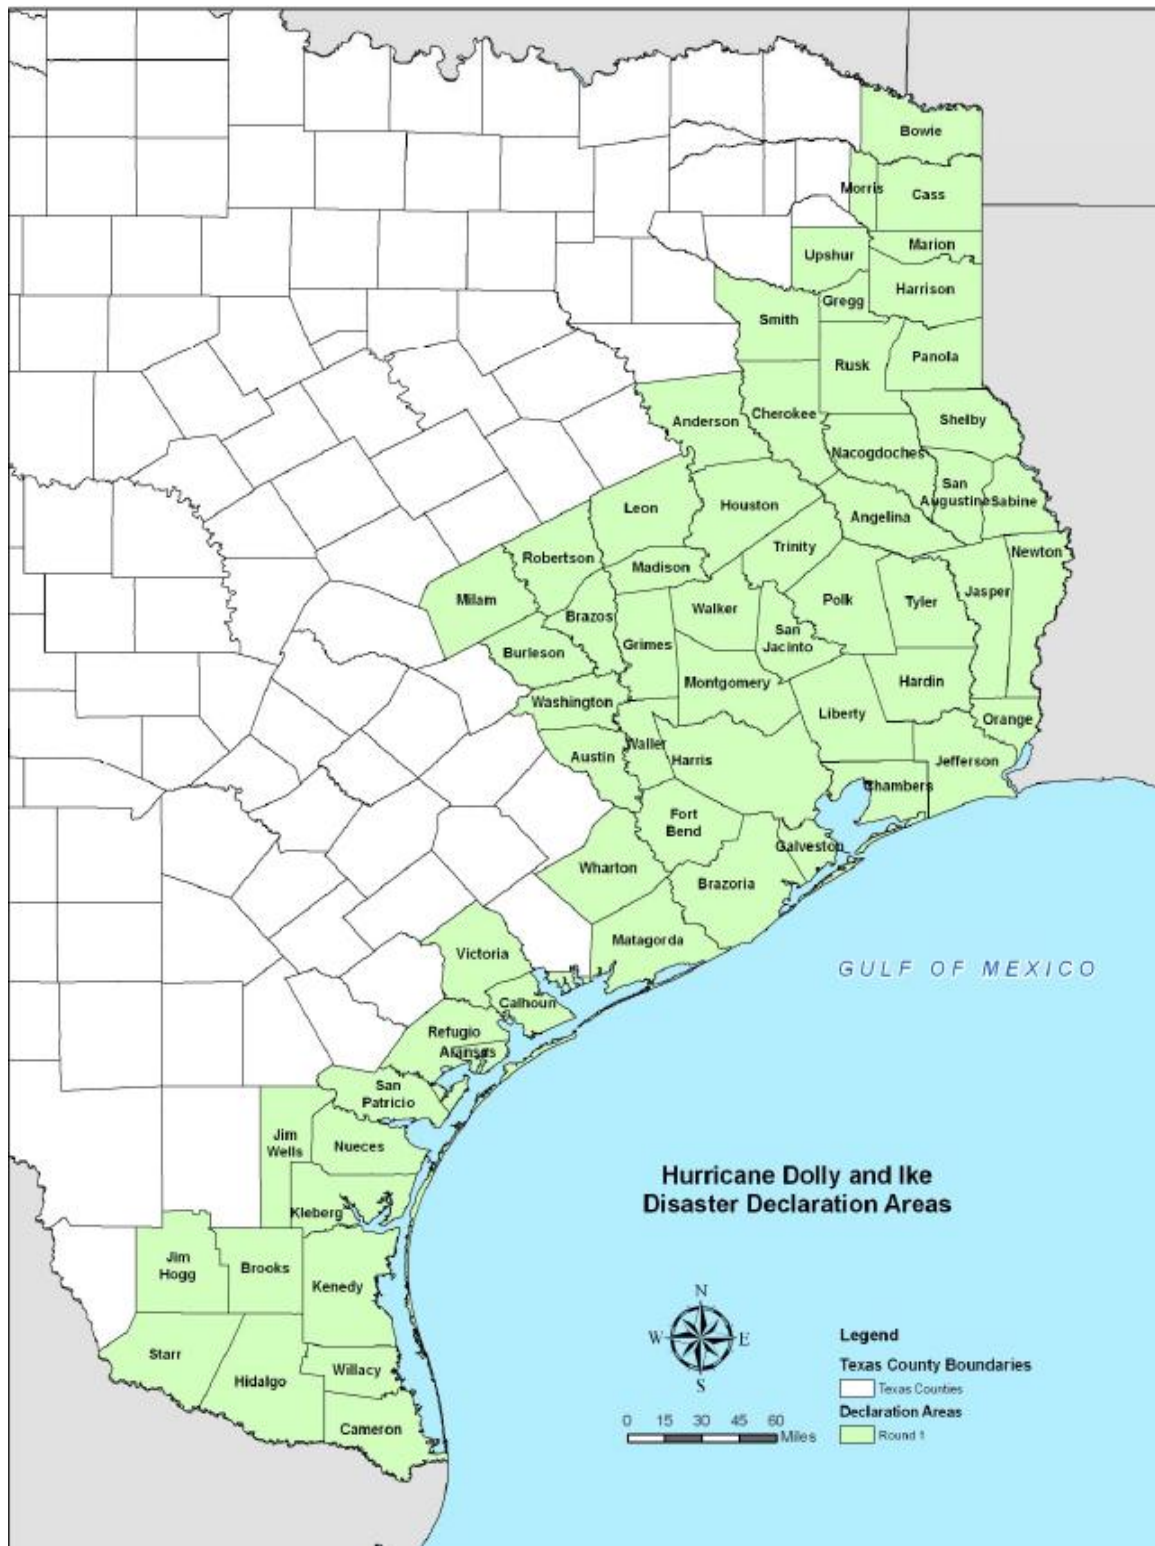 Bowie
Morris
Cass
Marion
Upshur
Harrison
Gregg
Smith
Panola
Rusk
Cherokee
Anderson
Shelby
Nacogdoches
San
Augustine
Sabine
Leon
Houston
Angelina
Trinity
Robertson
Madison
Newton
Jasper
Milam
Walker
Polk
Tyler
Brazos
San
Jacinto
Grimes
Burleson
Montgomery
Hardin
Washington
Liberty
Orange
Waller
Austin
Harris
Jefferson
Chambers
Fort
Bend
Galveston
Wharton
Brazoria
Matagorda
Victoria
GULF OF MEXICO
Calhoun
Refugio
Aransas
San
Patricio
Jim
Wells
Nueces
Kleberg
Jim
Hogg
Brooks
Kenedy
Starr
Hidalgo
Willacy
Cameron
Hurricane Dolly and Ike
Disaster Declaration Areas
N
W E
S
0 15 30 45 60
Miles
Legend
Texas County Boundaries
Texas Counties
Declaration Areas
Round 1